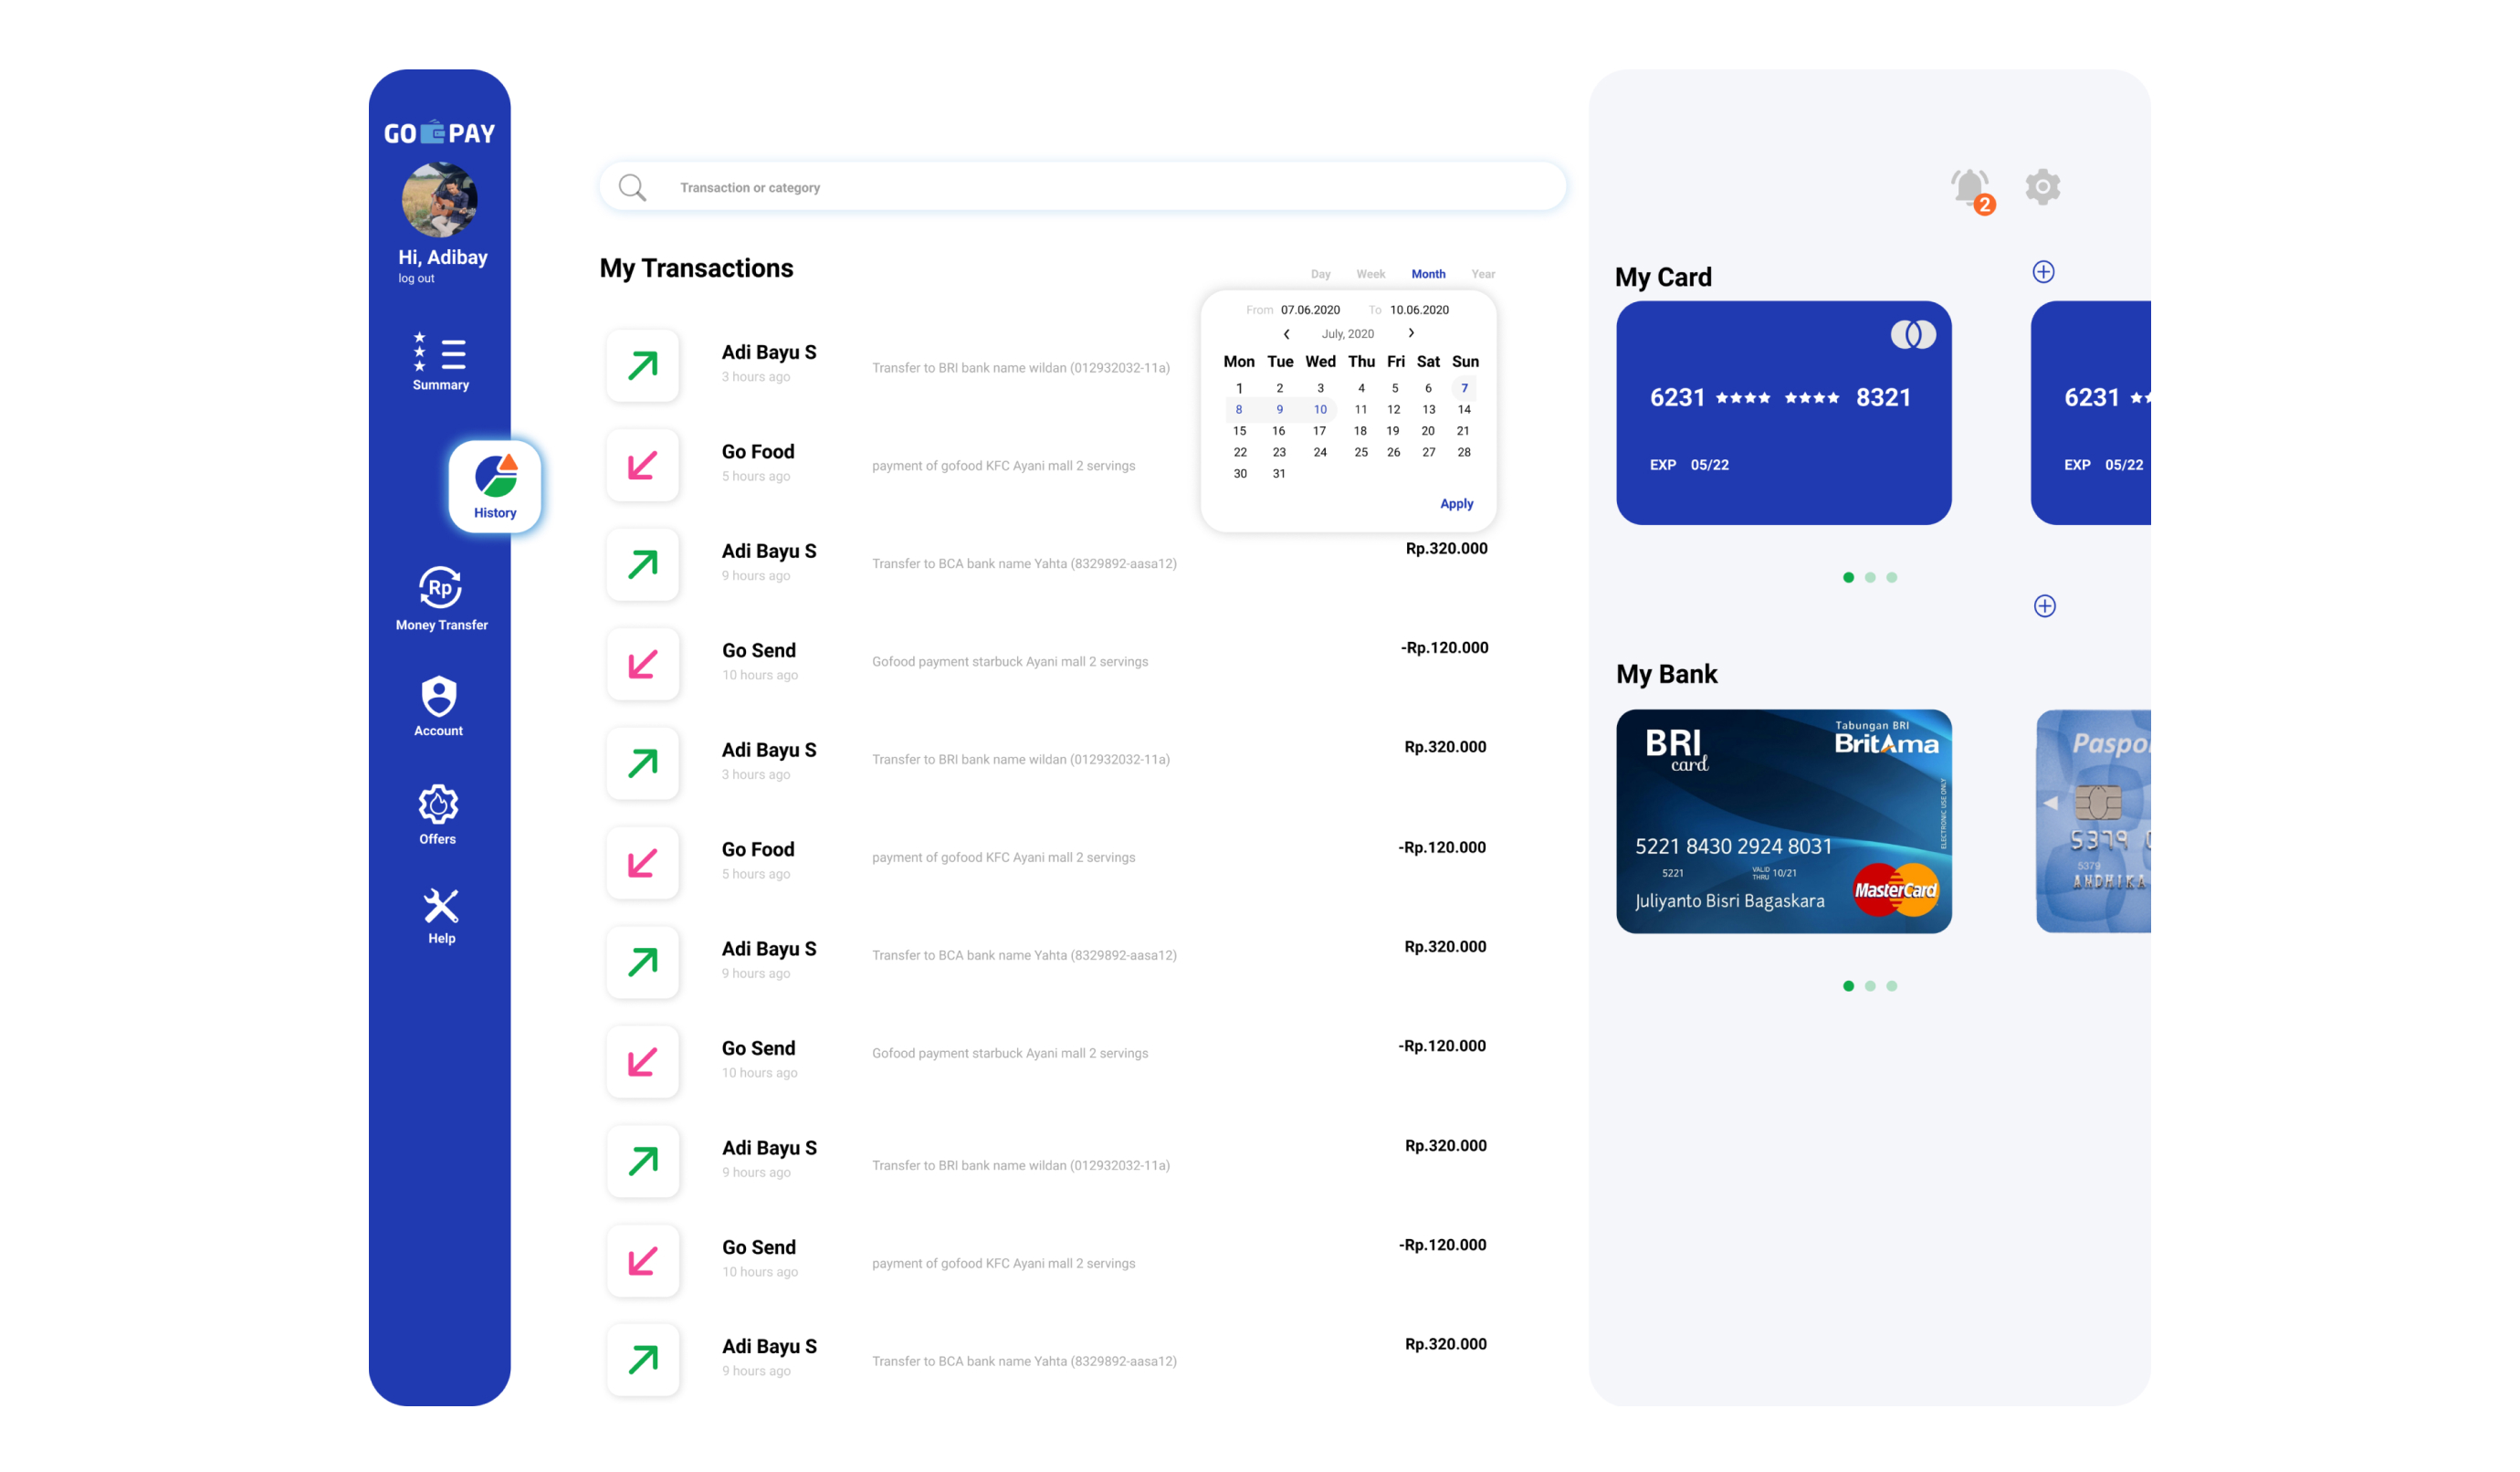 GO PAY
Hi, Adibay
log out
Summary
History
Rp
Money Transfer
Account
Offers
Help
Transaction or category
My Transactions
Day Week Month Year
From 07.06.2020 To 10.06.2020
July, 2020
Mon Tue Wed Thu Fri Sat Sun
1 2 3 4 5 6 7
8 9 10 11 12 13 14
15 16 17 18 19 20 21
22 23 24 25 26 27 28
30 31
Apply
Adi Bayu S
3 hours ago
Transfer to BRI bank name wildan (012932032-11a)
Go Food
5 hours ago
payment of gofood KFC Ayani mall 2 servings
Adi Bayu S
9 hours ago
Transfer to BCA bank name Yahta (8329892-aasa12)
Rp.320.000
Go Send
10 hours ago
Gofood payment starbuck Ayani mall 2 servings
-Rp.120.000
Adi Bayu S
3 hours ago
Transfer to BRI bank name wildan (012932032-11a)
Rp.320.000
Go Food
5 hours ago
payment of gofood KFC Ayani mall 2 servings
-Rp.120.000
Adi Bayu S
9 hours ago
Transfer to BCA bank name Yahta (8329892-aasa12)
Rp.320.000
Go Send
10 hours ago
Gofood payment starbuck Ayani mall 2 servings
-Rp.120.000
Adi Bayu S
9 hours ago
Transfer to BRI bank name wildan (012932032-11a)
Rp.320.000
Go Send
10 hours ago
payment of gofood KFC Ayani mall 2 servings
-Rp.120.000
Adi Bayu S
9 hours ago
Transfer to BCA bank name Yahta (8329892-aasa12)
Rp.320.000
2
My Card
6231 **** **** 8321
EXP 05/22
6231 **
EXP 05/22
My Bank
BRI
card
Tabungan BRI
BritAma
ELECTRONIC USE ONLY
5221 8430 2924 8031
5221 VALID THRU 10/21
Juliyanto Bisri Bagaskara
MasterCard
Paspo
5379
5379
ANDHIKA